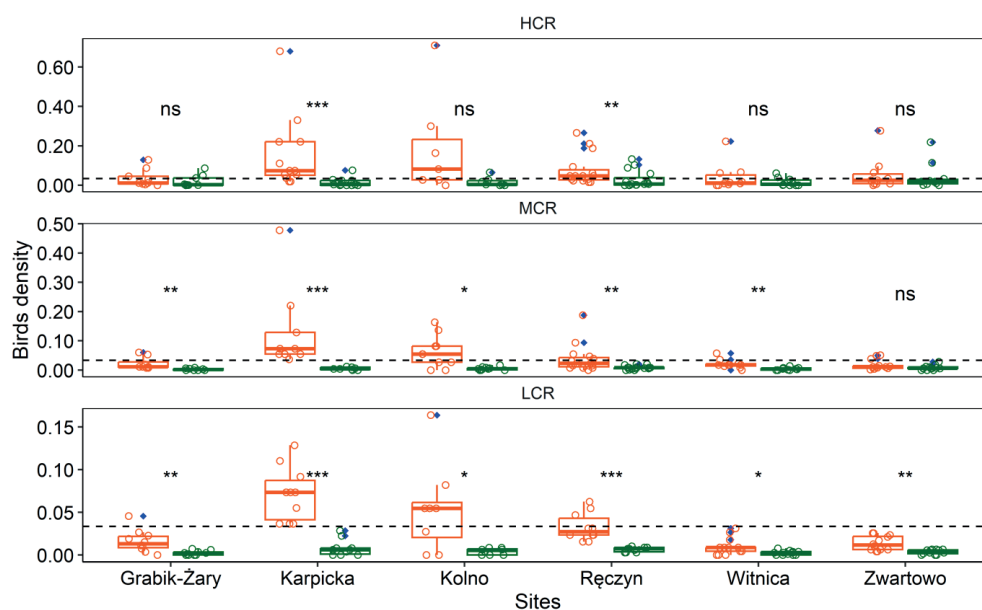 HCR
0.60
0.40
0.20
0.00
ns *** ns ** ns ns
MCR
0.50
0.40
0.30
0.20
0.10
0.00
** *** * ** ** ns
Birds density
LCR
0.15
0.10
0.05
0.00
** *** * *** * **
Grabik-Żary Karpicka Kolno Ręczyn Witnica Zwartowo
Sites